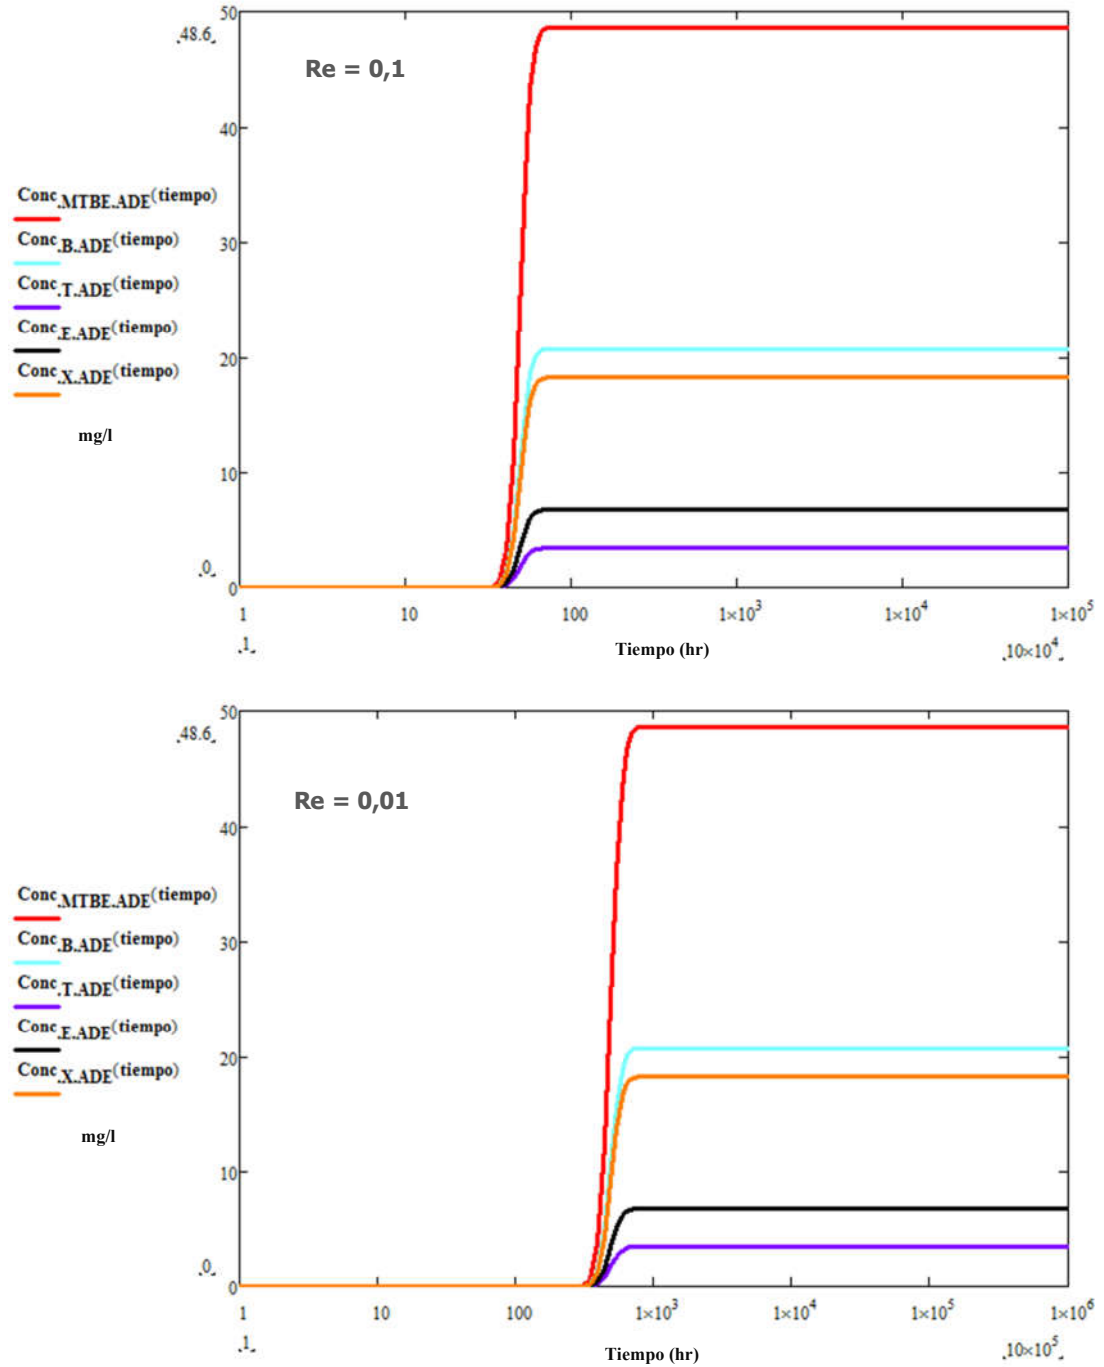 50
.48.6.
Re = 0,1
40
Conc.MTBE.ADE(tiempo)
30
Conc.B.ADE(tiempo)
Conc.T.ADE(tiempo)
Conc.E.ADE(tiempo)
20
Conc.X.ADE(tiempo)
mg/l
10
.0.
0
1 10 100 1×10³ 1×10⁴ 1×10⁵
.1. Tiempo (hr) .10×10⁴.
50
.48.6.
Re = 0,01
40
Conc.MTBE.ADE(tiempo)
30
Conc.B.ADE(tiempo)
Conc.T.ADE(tiempo)
Conc.E.ADE(tiempo)
20
Conc.X.ADE(tiempo)
mg/l
10
.0.
0
1 10 100 1×10³ 1×10⁴ 1×10⁵ 1×10⁶
.1. Tiempo (hr) .10×10⁵.